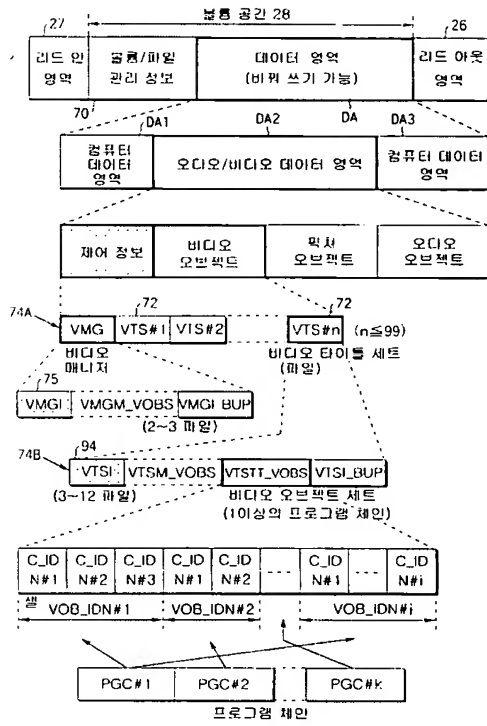 볼륨 공간 28
27
26
리드 인
영역
볼륨/파일
관리 정보
데이터 영역
(바꿔 쓰기 가능)
리드 아웃
영역
70
DA
DA1
DA2
DA3
컴퓨터
데이터
영역
오디오/비디오 데이터 영역
컴퓨터 데이터
영역
제어 정보
비디오
오브젝트
픽쳐
오브젝트
오디오
오브젝트
74A
72
72
VMG
VTS#1
VTS#2
VTS#n
(n≦99)
비디오
매니저
비디오 타이틀 세트
(파일)
75
VMGI
VMGM_VOBS
VMGI_BUP
(2~3 파일)
74B
94
VTSI
VTSM_VOBS
VTSTT_VOBS
VTSI_BUP
(3~12 파일)
비디오 오브젝트 세트
(1이상의 프로그램 체인)
C_ID N#1
C_ID N#2
C_ID N#3
C_ID N#1
C_ID N#2
C_ID N#1
C_ID N#i
셀
VOB_IDN#1
VOB_IDN#2
VOB_IDN#i
PGC#1
PGC#2
PGC#k
프로그램 체인